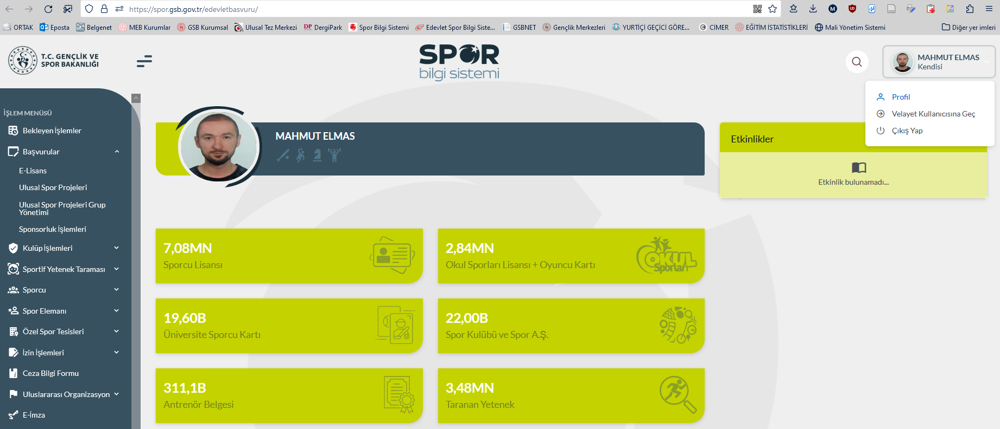 https://spor.gsb.gov.tr/edevletbasvuru/
ORTAK Eposta Belgenet MEB Kurumlar GSB Kurumsal Ulusal Tez Merkezi DergiPark Spor Bilgi Sistemi Edevlet Spor Bilgi Siste... GSBNET Gençlik Merkezleri YURTİÇİ GEÇİCİ GÖRE... CİMER EĞİTİM İSTATİSTİKLERİ Mali Yönetim Sistemi Diğer yer imleri
T.C. GENÇLİK VE
SPOR BAKANLIĞI
SPOR
bilgi sistemi
MAHMUT ELMAS
Kendisi
Profil
Velayet Kullanıcısına Geç
Çıkış Yap
İŞLEM MENÜSÜ
Bekleyen İşlemler
Başvurular
E-Lisans
Ulusal Spor Projeleri
Ulusal Spor Projeleri Grup
Yönetimi
Sponsorluk İşlemleri
Kulüp İşlemleri
Sportif Yetenek Taraması
Sporcu
Spor Elemanı
Özel Spor Tesisleri
İzin İşlemleri
Ceza Bilgi Formu
Uluslararası Organizasyon
E-İmza
MAHMUT ELMAS
Etkinlikler
Etkinlik bulunamadı...
7,08MN
Sporcu Lisansı
2,84MN
Okul Sporları Lisansı + Oyuncu Kartı
OKUL
Sporları
19,60B
Üniversite Sporcu Kartı
22,00B
Spor Kulübü ve Spor A.Ş.
311,1B
Antrenör Belgesi
3,48MN
Taranan Yetenek